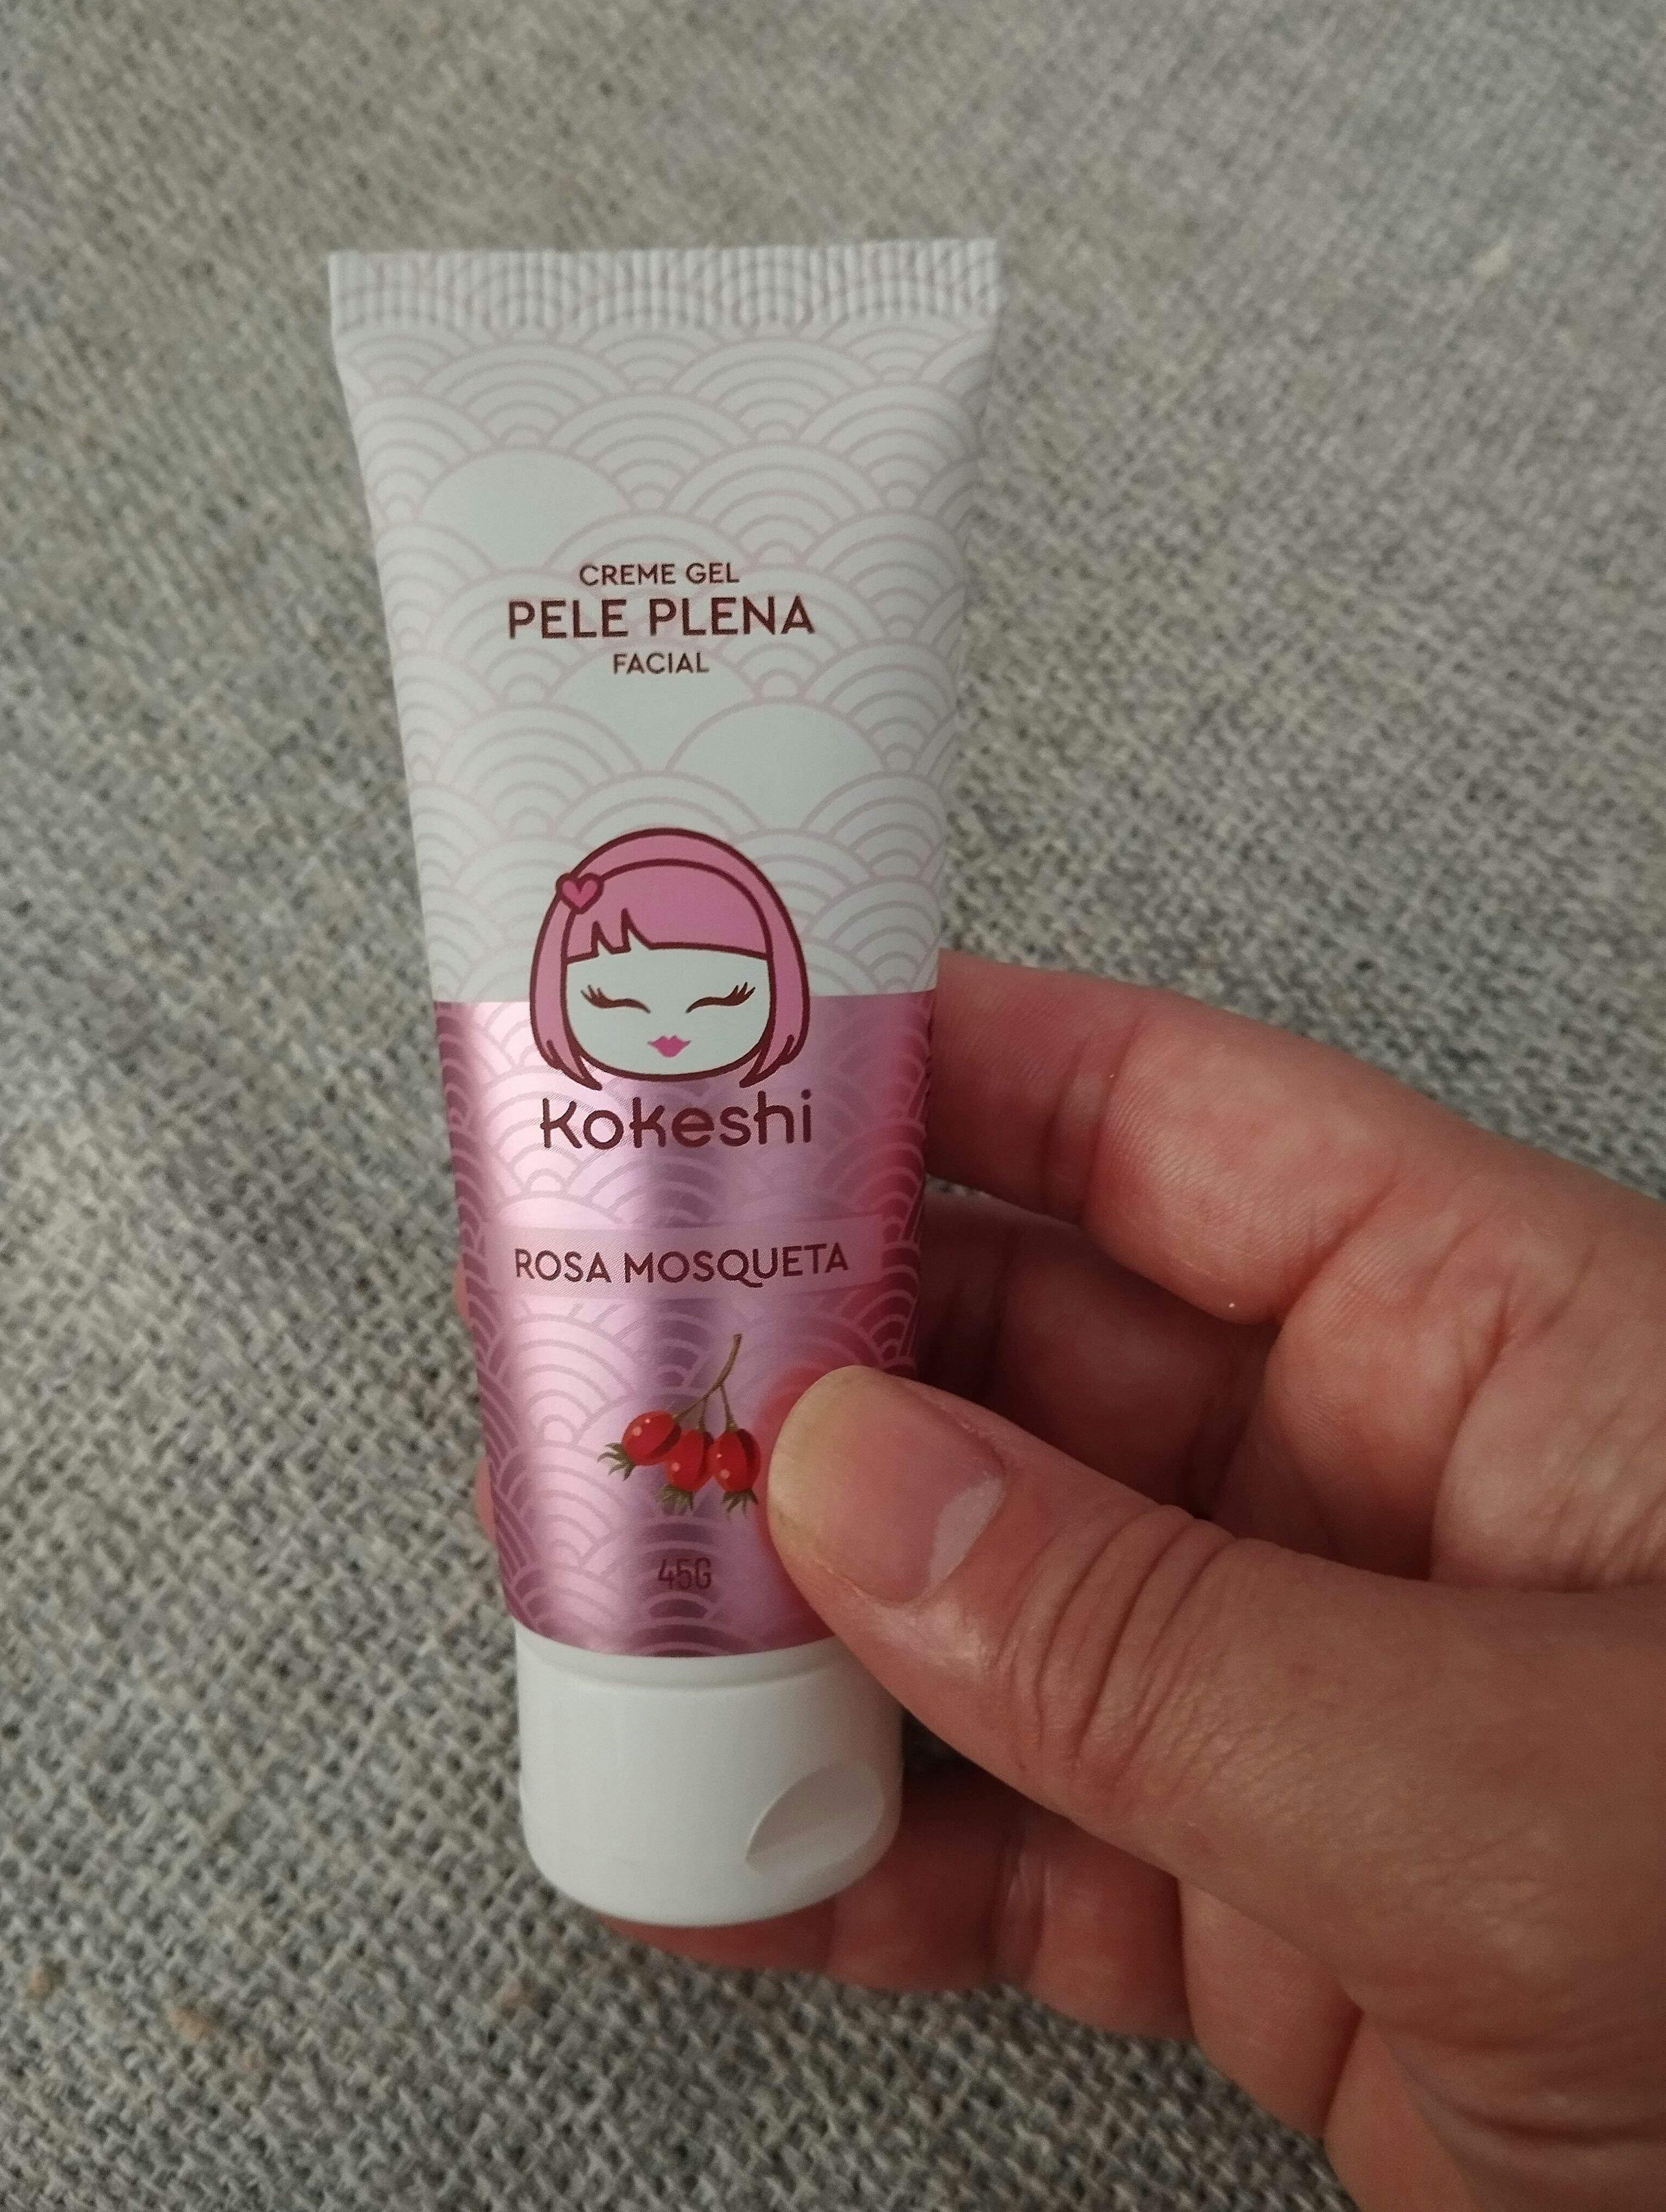 CREME GEL
PELE PLENA
FACIAL
Kokeshi
ROSA MOSQUETA
45G